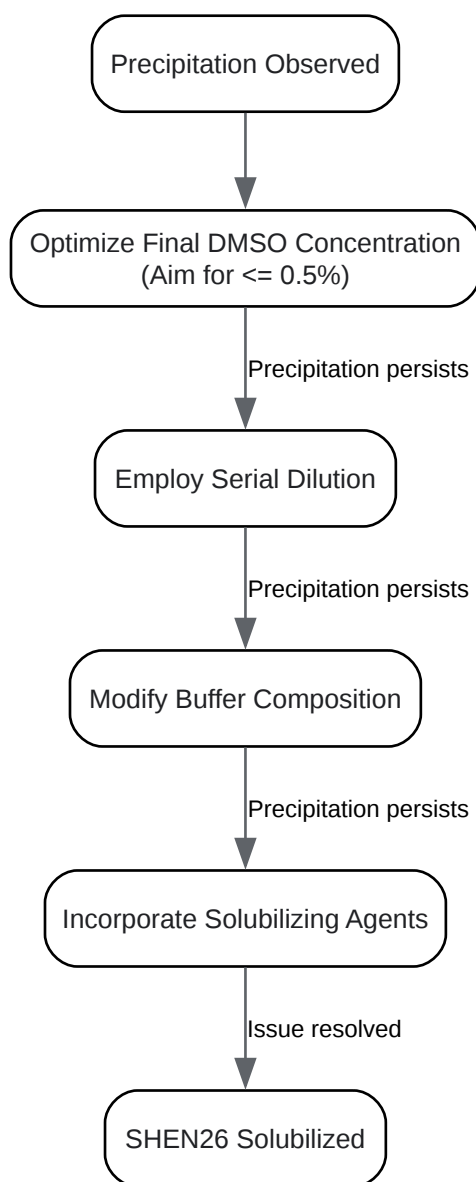 Precipitation Observed
Optimize Final DMSO Concentration
(Aim for <= 0.5%)
Precipitation persists
Employ Serial Dilution
Precipitation persists
Modify Buffer Composition
Precipitation persists
Incorporate Solubilizing Agents
Issue resolved
SHEN26 Solubilized